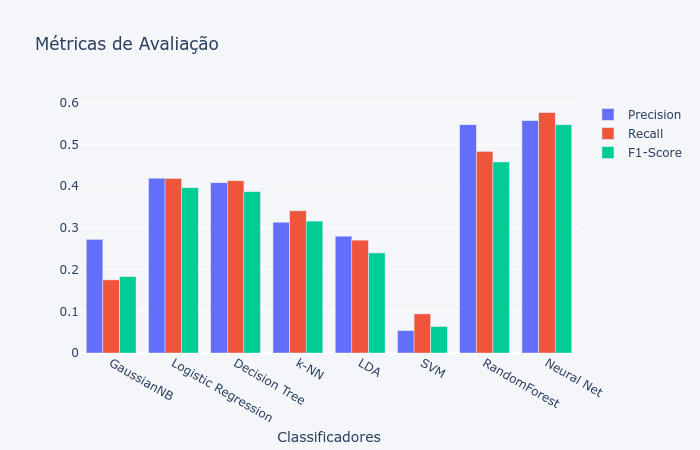 Métricas de Avaliação
0.6
0.5
0.4
0.3
0.2
0.1
0
Precision
Recall
F1-Score
GaussianNB
Logistic Regression
Decision Tree
k-NN
LDA
SVM
RandomForest
Neural Net
Classificadores